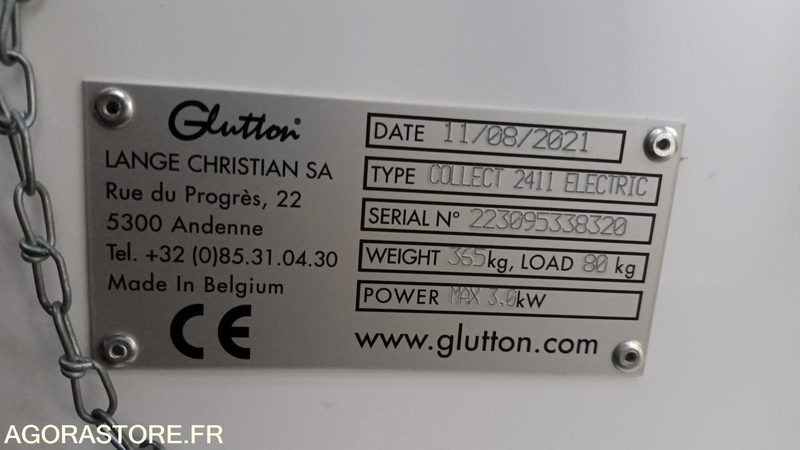 Glutton®
LANGE CHRISTIAN SA
Rue du Progrès, 22
5300 Andenne
Tel. +32 (0)85.31.04.30
Made In Belgium
CE
DATE 11/08/2021
TYPE COLLECT 2411 ELECTRIC
SERIAL N° 223095338320
WEIGHT 365kg, LOAD 80 kg
POWER MAX 3.0kW
www.glutton.com
AGORASTORE.FR